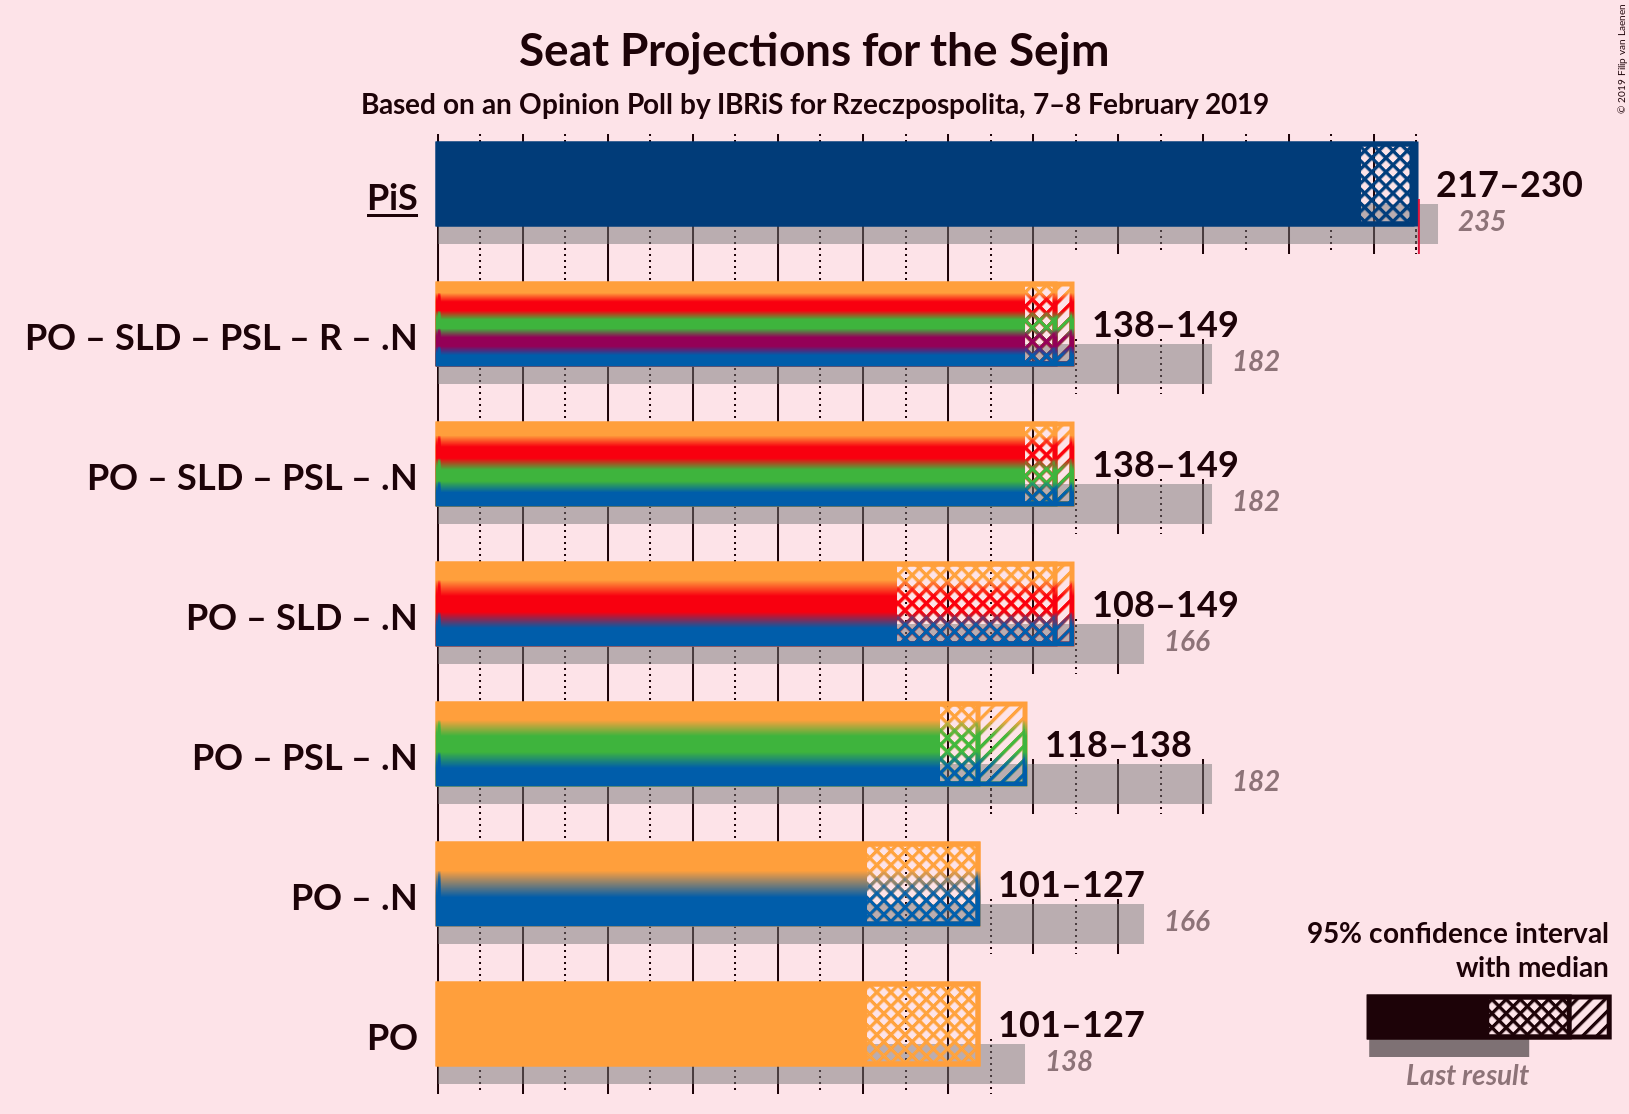 Seat Projections for the Sejm
Based on an Opinion Poll by IBRiS for Rzeczpospolita, 7–8 February 2019
© 2019 Filip van Laenen
PiS
217–230
235
PO – SLD – PSL – R – .N
138–149
182
PO – SLD – PSL – .N
138–149
182
PO – SLD – .N
108–149
166
PO – PSL – .N
118–138
182
PO – .N
101–127
166
PO
101–127
138
95% confidence interval
with median
Last result